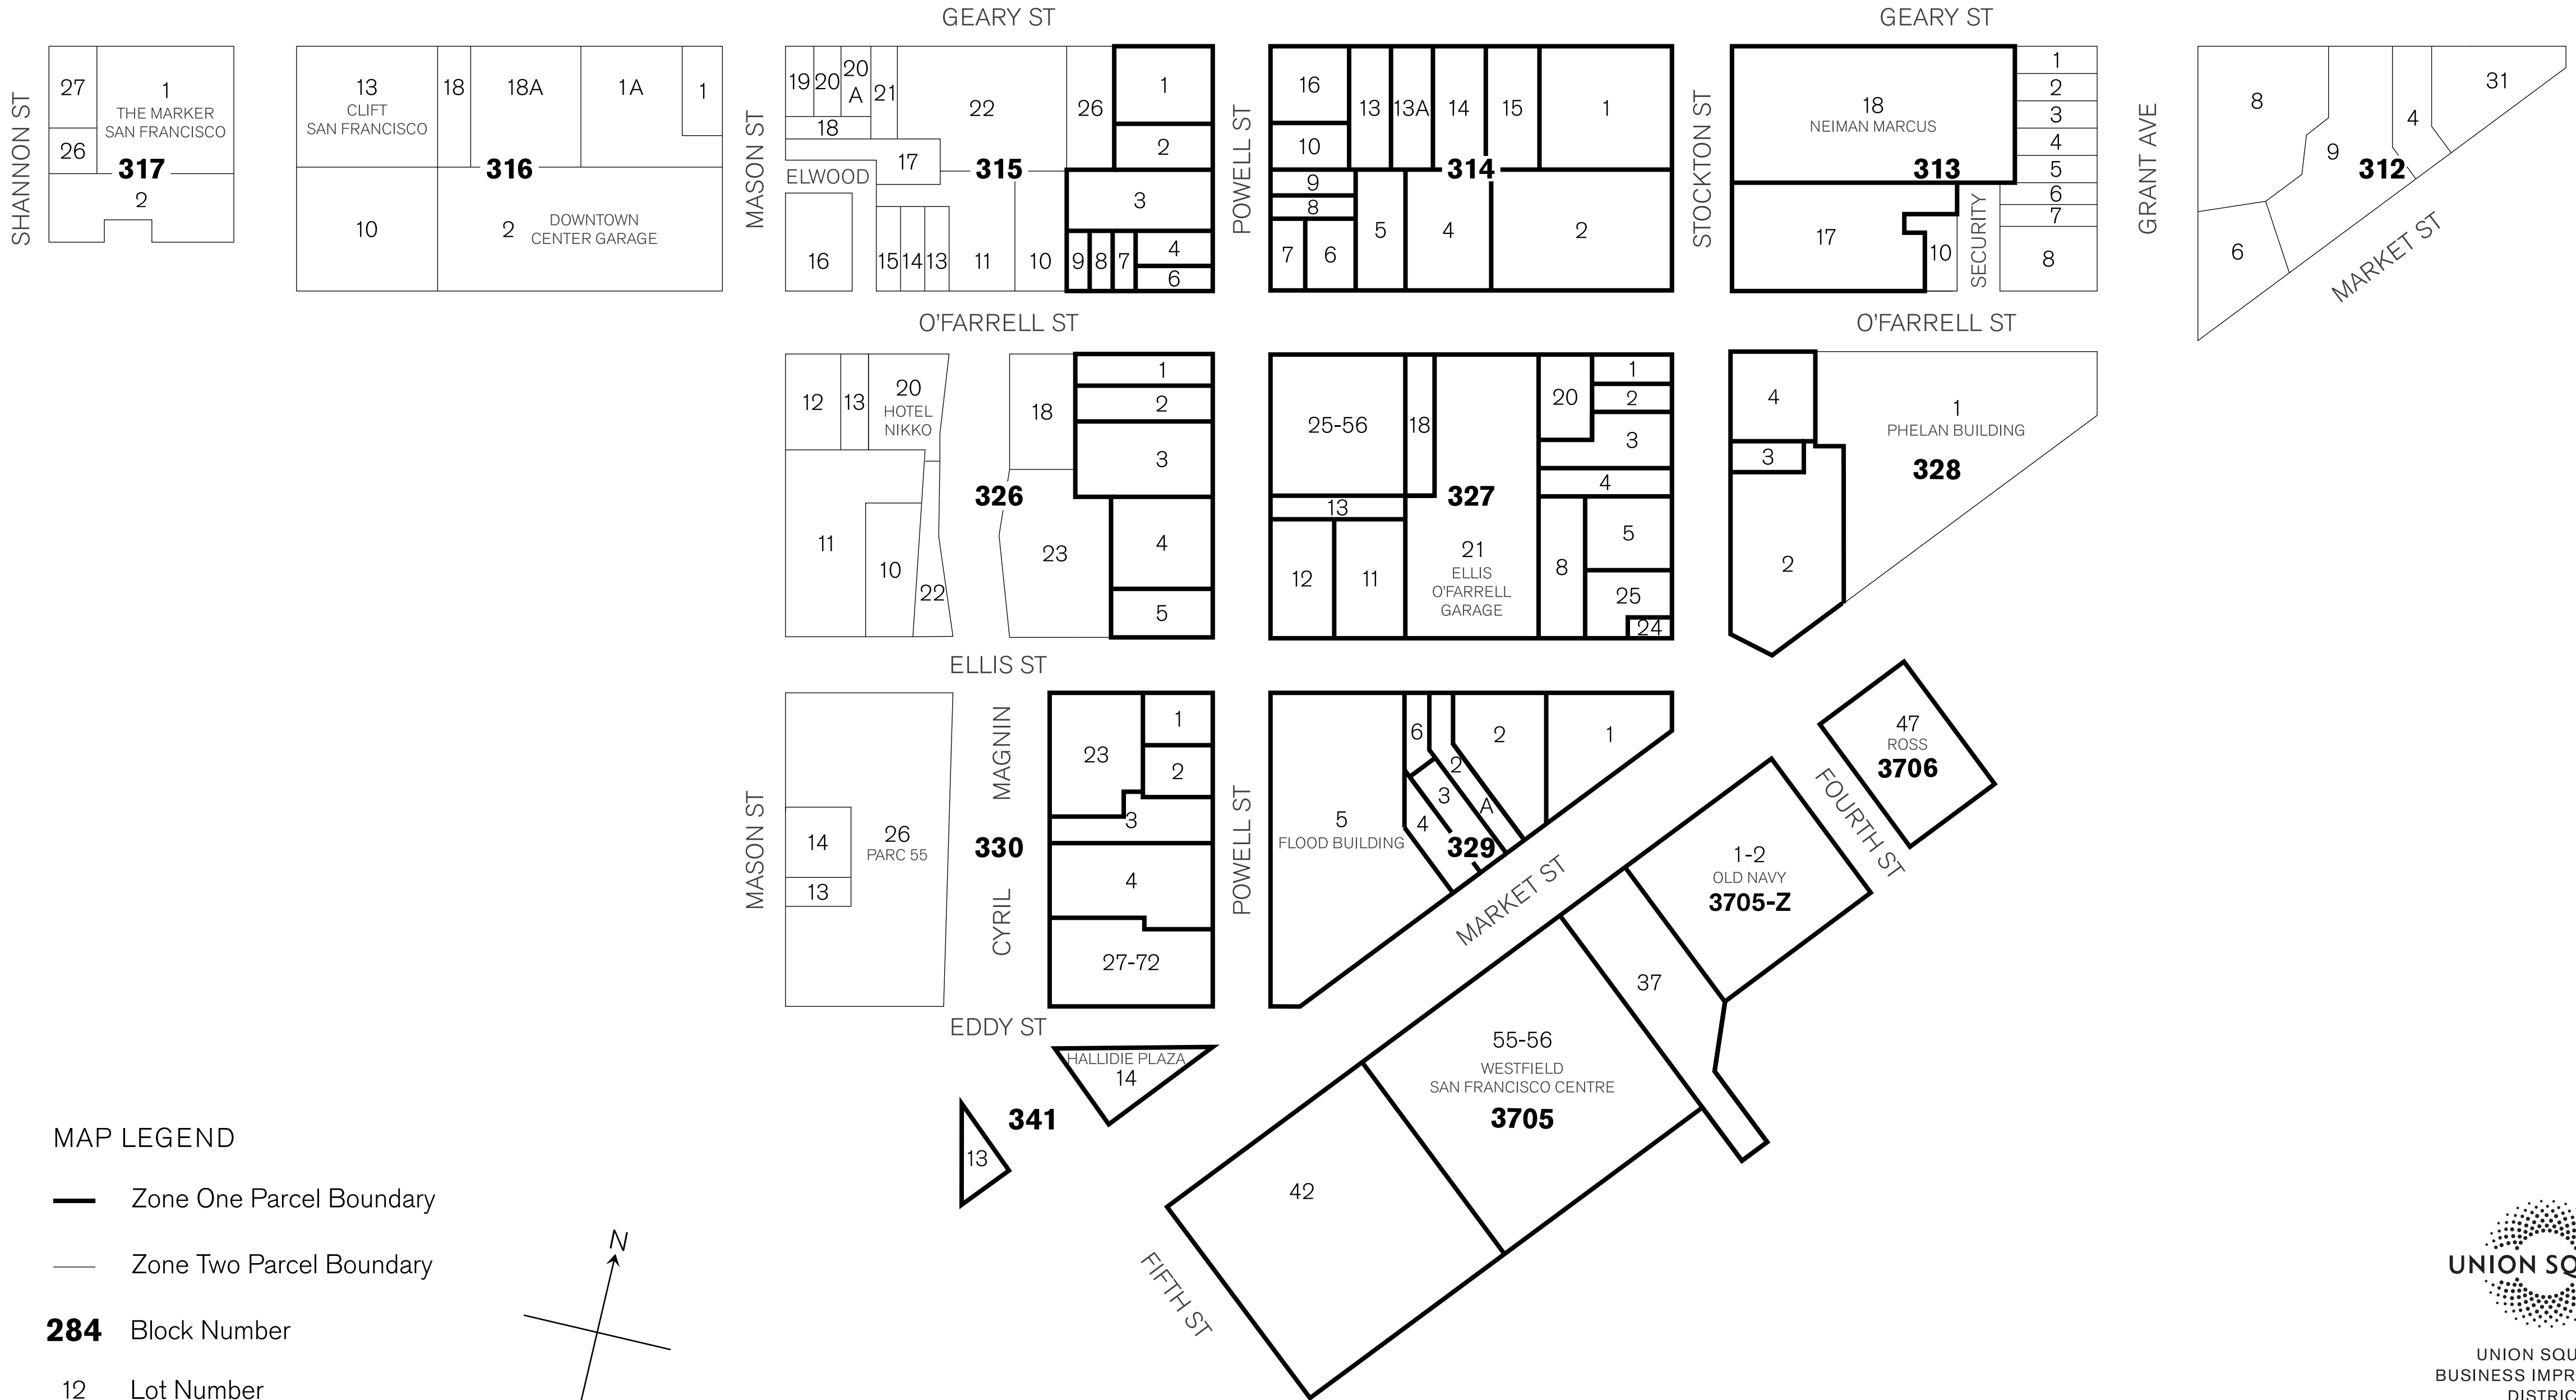 GEARY ST
GEARY ST
SHANNON ST
27
1
THE MARKER
SAN FRANCISCO
26
317
2
13
CLIFT
SAN FRANCISCO
18
18A
1A
1
316
10
2
DOWNTOWN
CENTER GARAGE
MASON ST
19
20
20
A
21
22
26
1
18
2
17
315
ELWOOD
3
16
15
14
13
11
10
9
8
7
4
6
POWELL ST
16
13
13A
14
15
1
10
314
9
8
7
6
5
4
2
STOCKTON ST
18
NEIMAN MARCUS
313
1
2
3
4
5
6
7
8
17
10
SECURITY
GRANT AVE
8
9
4
31
312
6
MARKET ST
O'FARRELL ST
O'FARRELL ST
12
13
20
HOTEL
NIKKO
18
1
2
3
326
11
10
22
23
4
5
25-56
18
20
1
2
3
4
13
327
12
11
21
ELLIS
O'FARRELL
GARAGE
8
5
25
24
4
3
1
PHELAN BUILDING
328
2
ELLIS ST
MASON ST
14
13
26
PARC 55
CYRIL
MAGNIN
330
23
1
2
3
4
27-72
POWELL ST
5
FLOOD BUILDING
6
2
A
2
1
3
4
329
MARKET ST
47
ROSS
3706
FOURTH ST
1-2
OLD NAVY
3705-Z
37
EDDY ST
HALLIDIE PLAZA
14
341
13
55-56
WESTFIELD
SAN FRANCISCO CENTRE
3705
42
FIFTH ST
MAP LEGEND
Zone One Parcel Boundary
Zone Two Parcel Boundary
284 Block Number
12 Lot Number
N
UNION SQ
UNION SQU
BUSINESS IMPR
DISTRIC